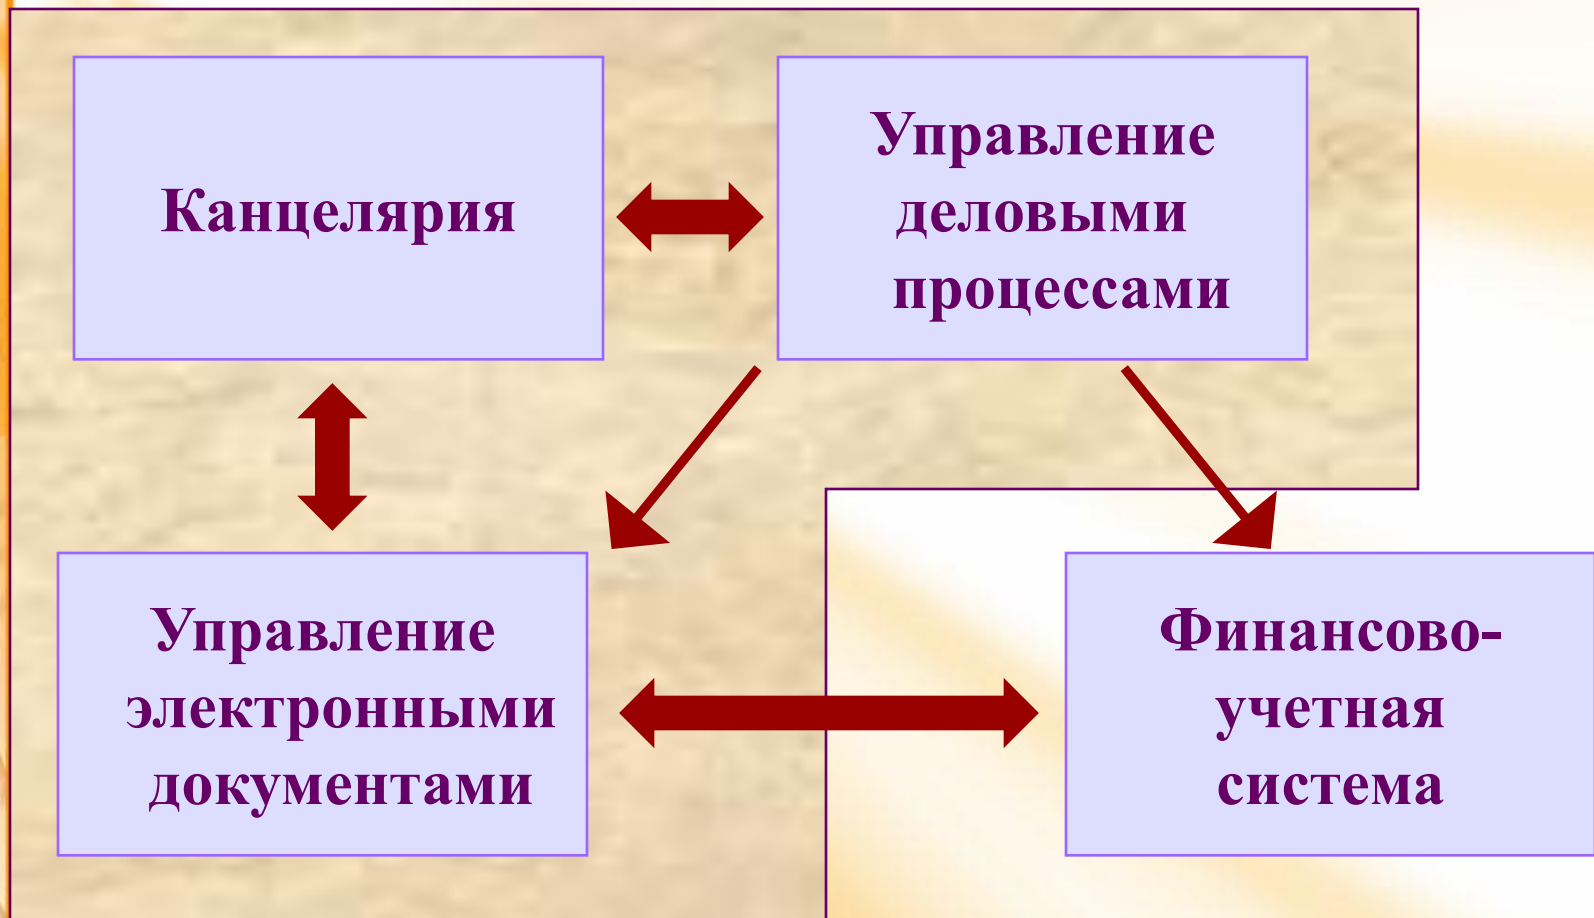 Канцелярия
Управление
деловыми
процессами
Управление
электронными
документами
Финансово-
учетная
система